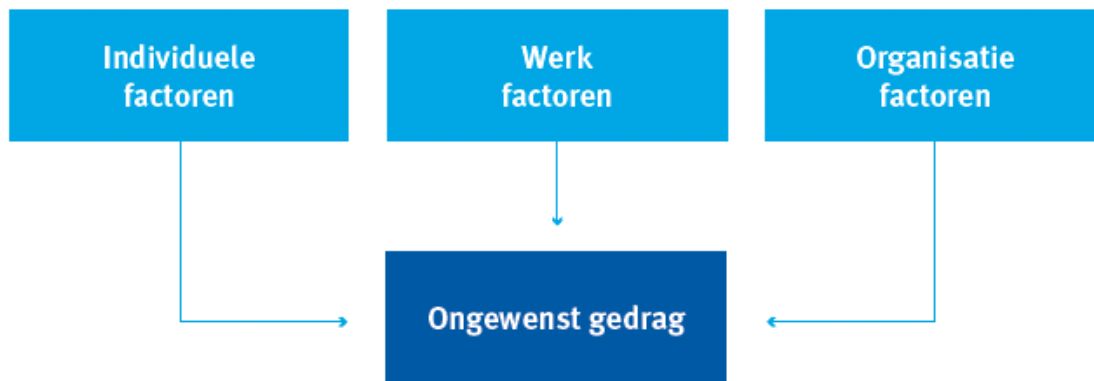 Individuele
factoren
Werk
factoren
Organisatie
factoren
Ongewenst gedrag